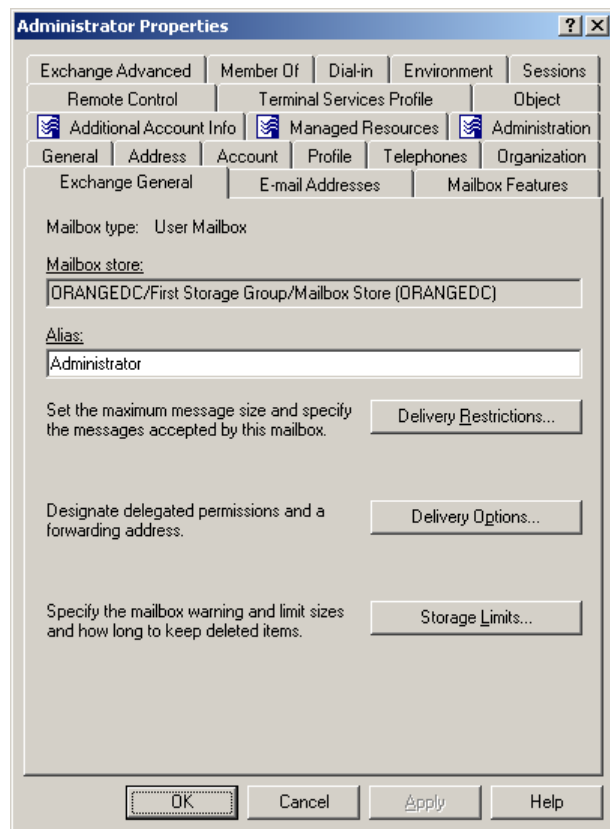 Administrator Properties
Exchange Advanced Member Of Dial-in Environment Sessions
Remote Control Terminal Services Profile Object
Additional Account Info Managed Resources Administration
General Address Account Profile Telephones Organization
Exchange General E-mail Addresses Mailbox Features
Mailbox type: User Mailbox
Mailbox store:
ORANGEDC/First Storage Group/Mailbox Store (ORANGEDC)
Alias:
Administrator
Set the maximum message size and specify
the messages accepted by this mailbox.
Delivery Restrictions...
Designate delegated permissions and a
forwarding address.
Delivery Options...
Specify the mailbox warning and limit sizes
and how long to keep deleted items.
Storage Limits...
OK Cancel Apply Help